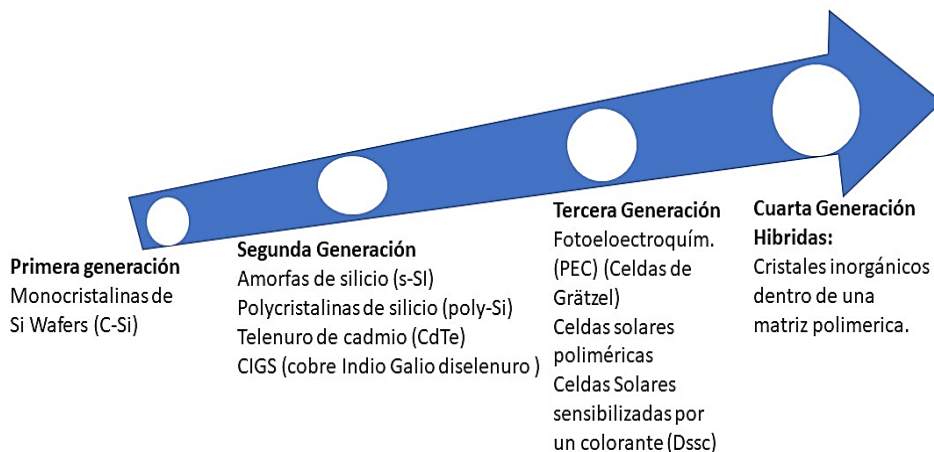 Primera generación
Monocristalinas de
Si Wafers (C-Si)
Segunda Generación
Amorfas de silicio (s-SI)
Polycristalinas de silicio (poly-Si)
Telenuro de cadmio (CdTe)
CIGS (cobre Indio Galio diselenuro )
Tercera Generación
Fotoeloectroquím.
(PEC) (Celdas de
Grätzel)
Celdas solares
poliméricas
Celdas Solares
sensibilizadas por
un colorante (Dssc)
Cuarta Generación
Hibridas:
Cristales inorgánicos
dentro de una
matriz polimerica.